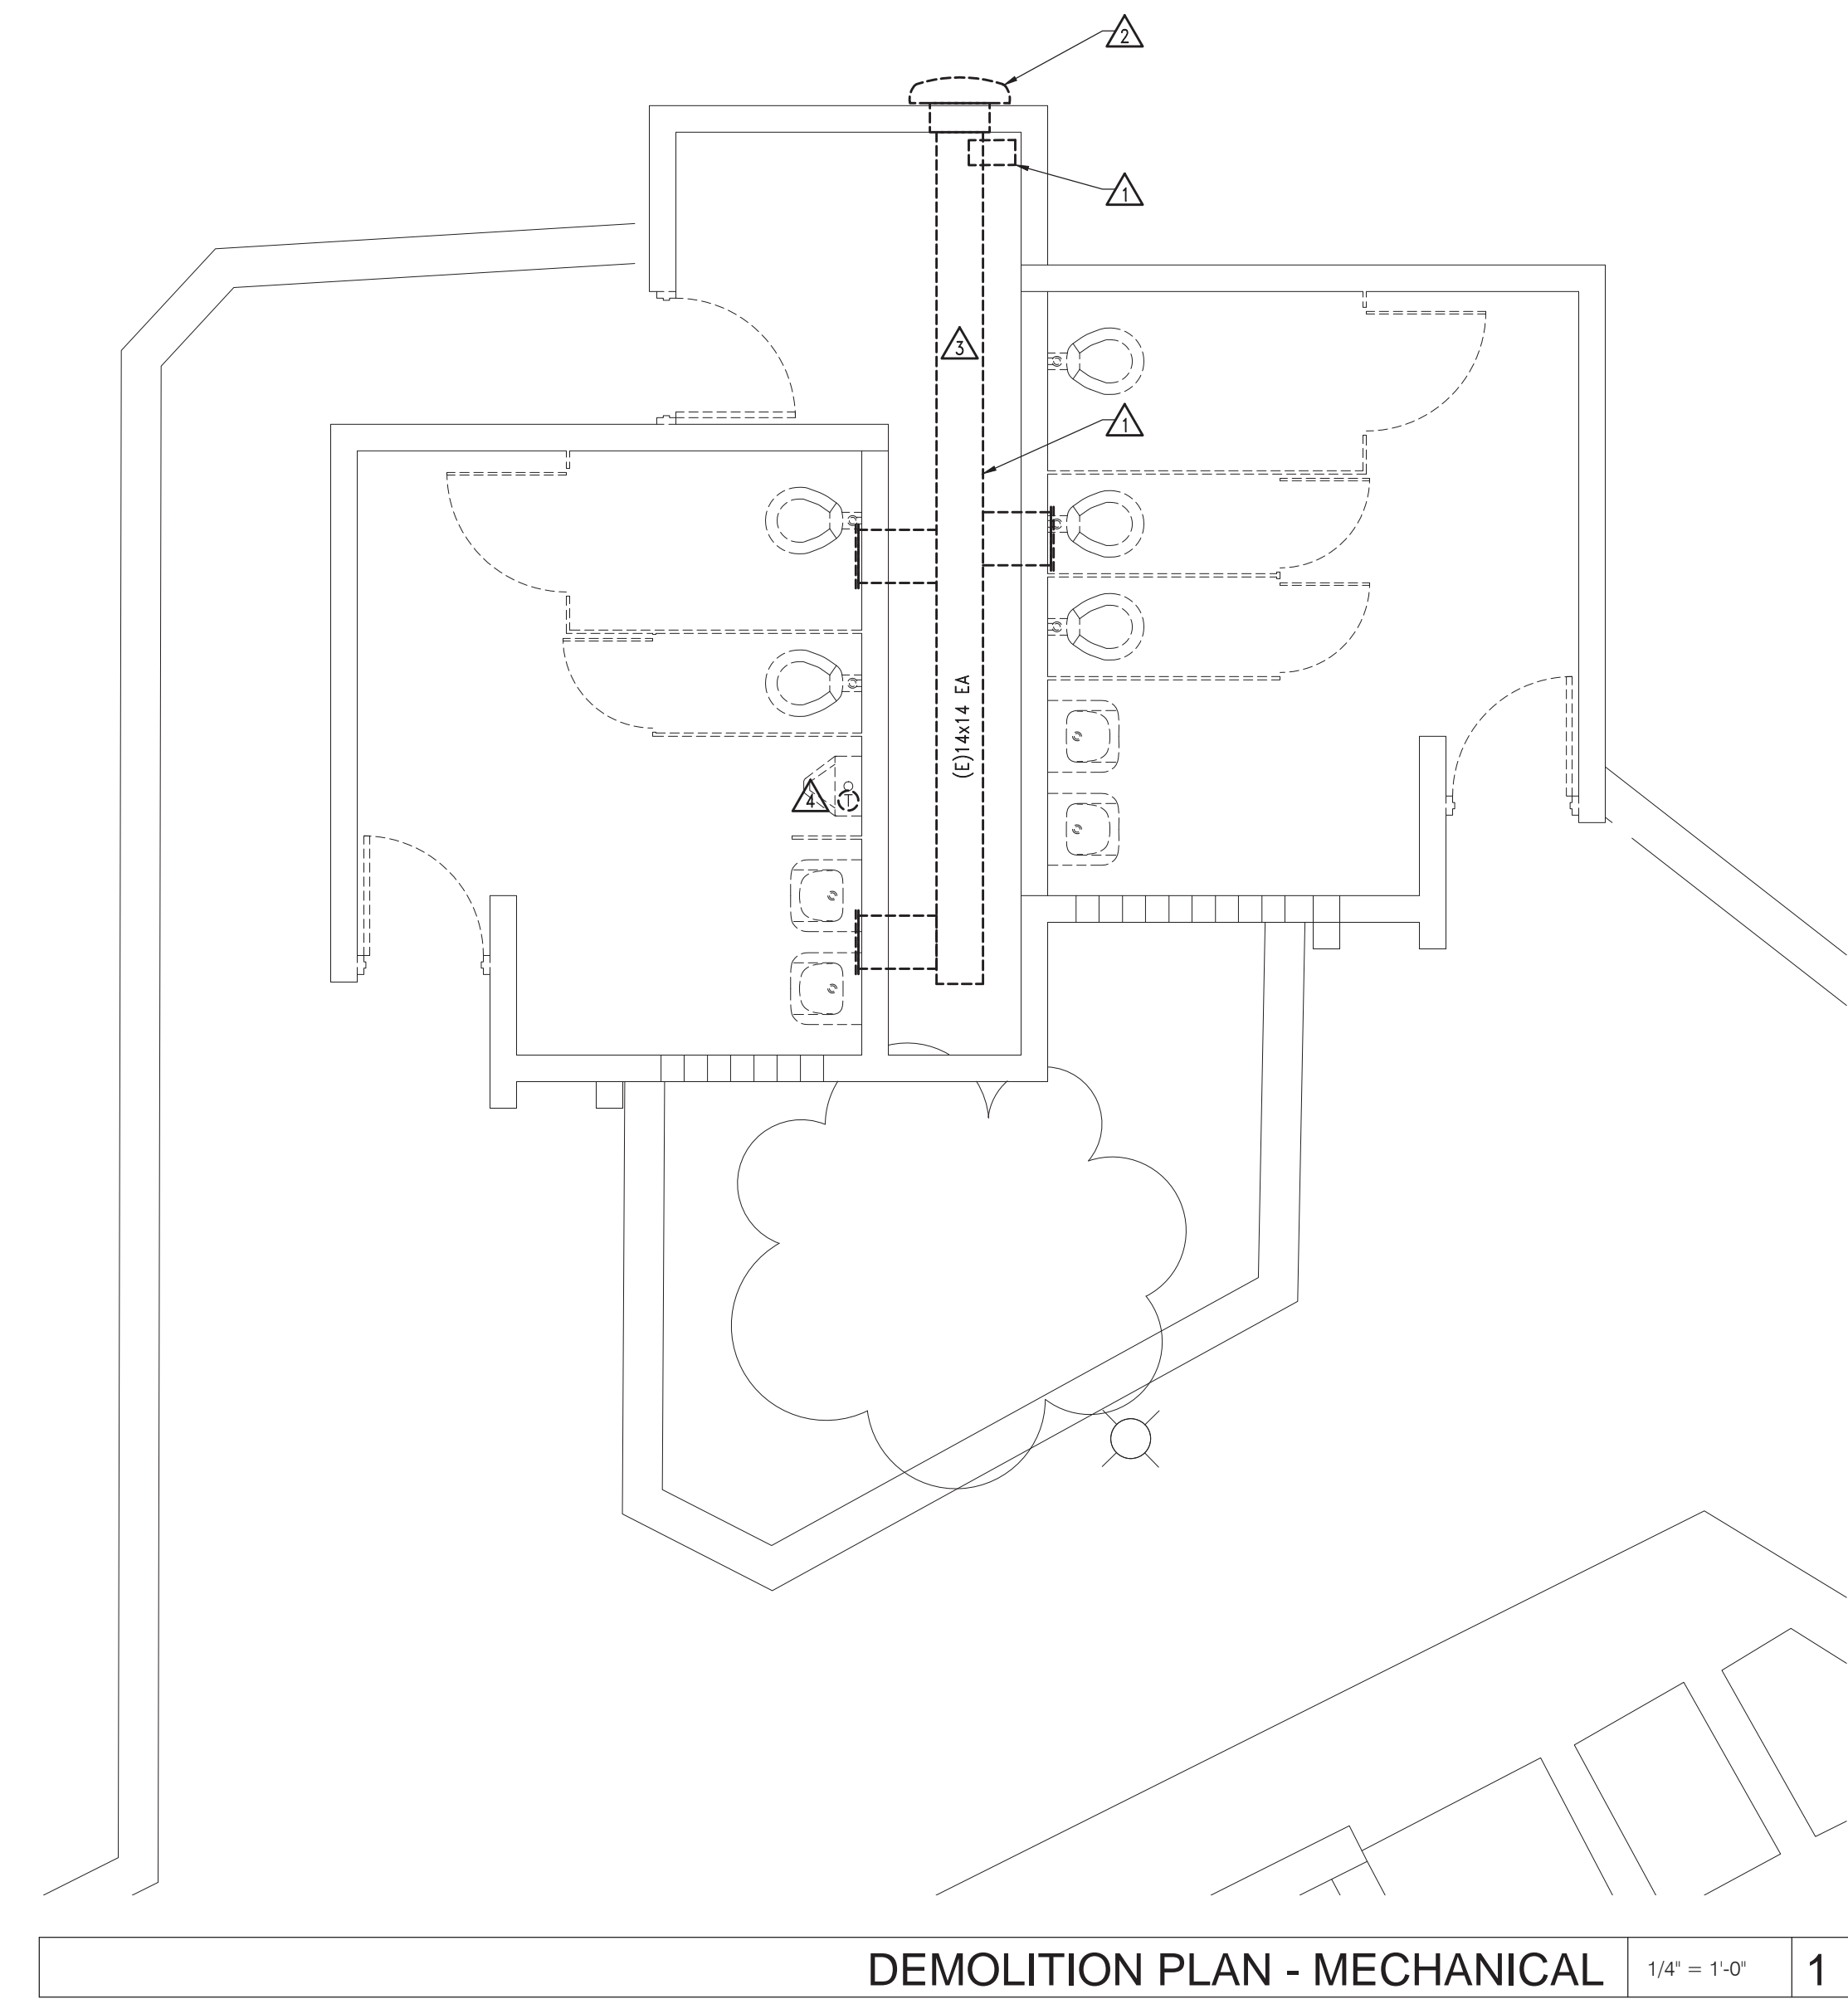 2
1
3
1
(E)14x14 EA
4
T
DEMOLITION PLAN - MECHANICAL
1/4" = 1'-0"
1